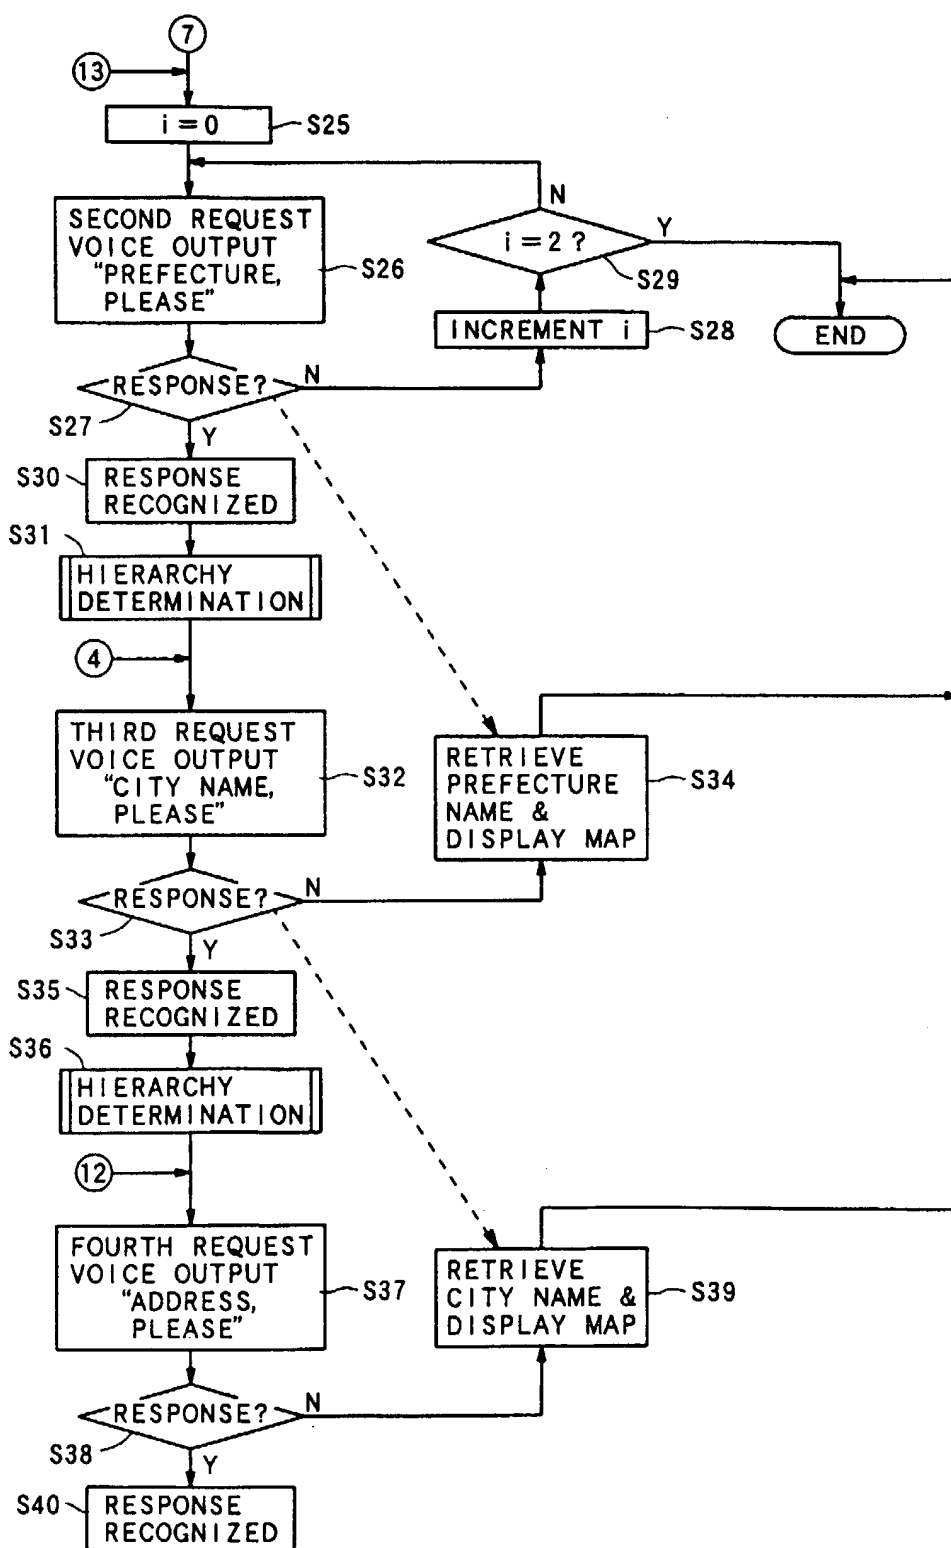 7
13
i=0
S25
N
SECOND REQUEST
VOICE OUTPUT
"PREFECTURE,
PLEASE"
S26
i=2?
Y
S29
INCREMENT i
S28
END
RESPONSE?
N
S27
Y
S30
RESPONSE
RECOGNIZED
S31
HIERARCHY
DETERMINATION
4
THIRD REQUEST
VOICE OUTPUT
"CITY NAME,
PLEASE"
S32
RETRIEVE
PREFECTURE
NAME &
DISPLAY MAP
S34
RESPONSE?
N
S33
Y
S35
RESPONSE
RECOGNIZED
S36
HIERARCHY
DETERMINATION
12
FOURTH REQUEST
VOICE OUTPUT
"ADDRESS,
PLEASE"
S37
RETRIEVE
CITY NAME &
DISPLAY MAP
S39
RESPONSE?
N
S38
Y
S40
RESPONSE
RECOGNIZED